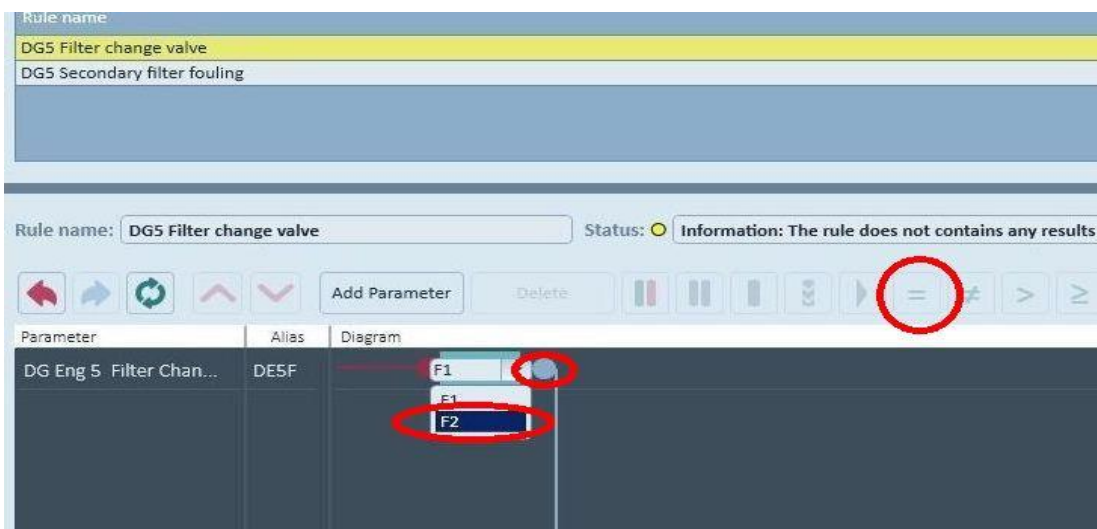 Rule name
DG5 Filter change valve
DG5 Secondary filter fouling
Rule name: DG5 Filter change valve Status: Information: The rule does not contains any results
Add Parameter Delete = ≠ > ≥
Parameter Alias Diagram
DG Eng 5 Filter Chan... DE5F F1
F1
F2